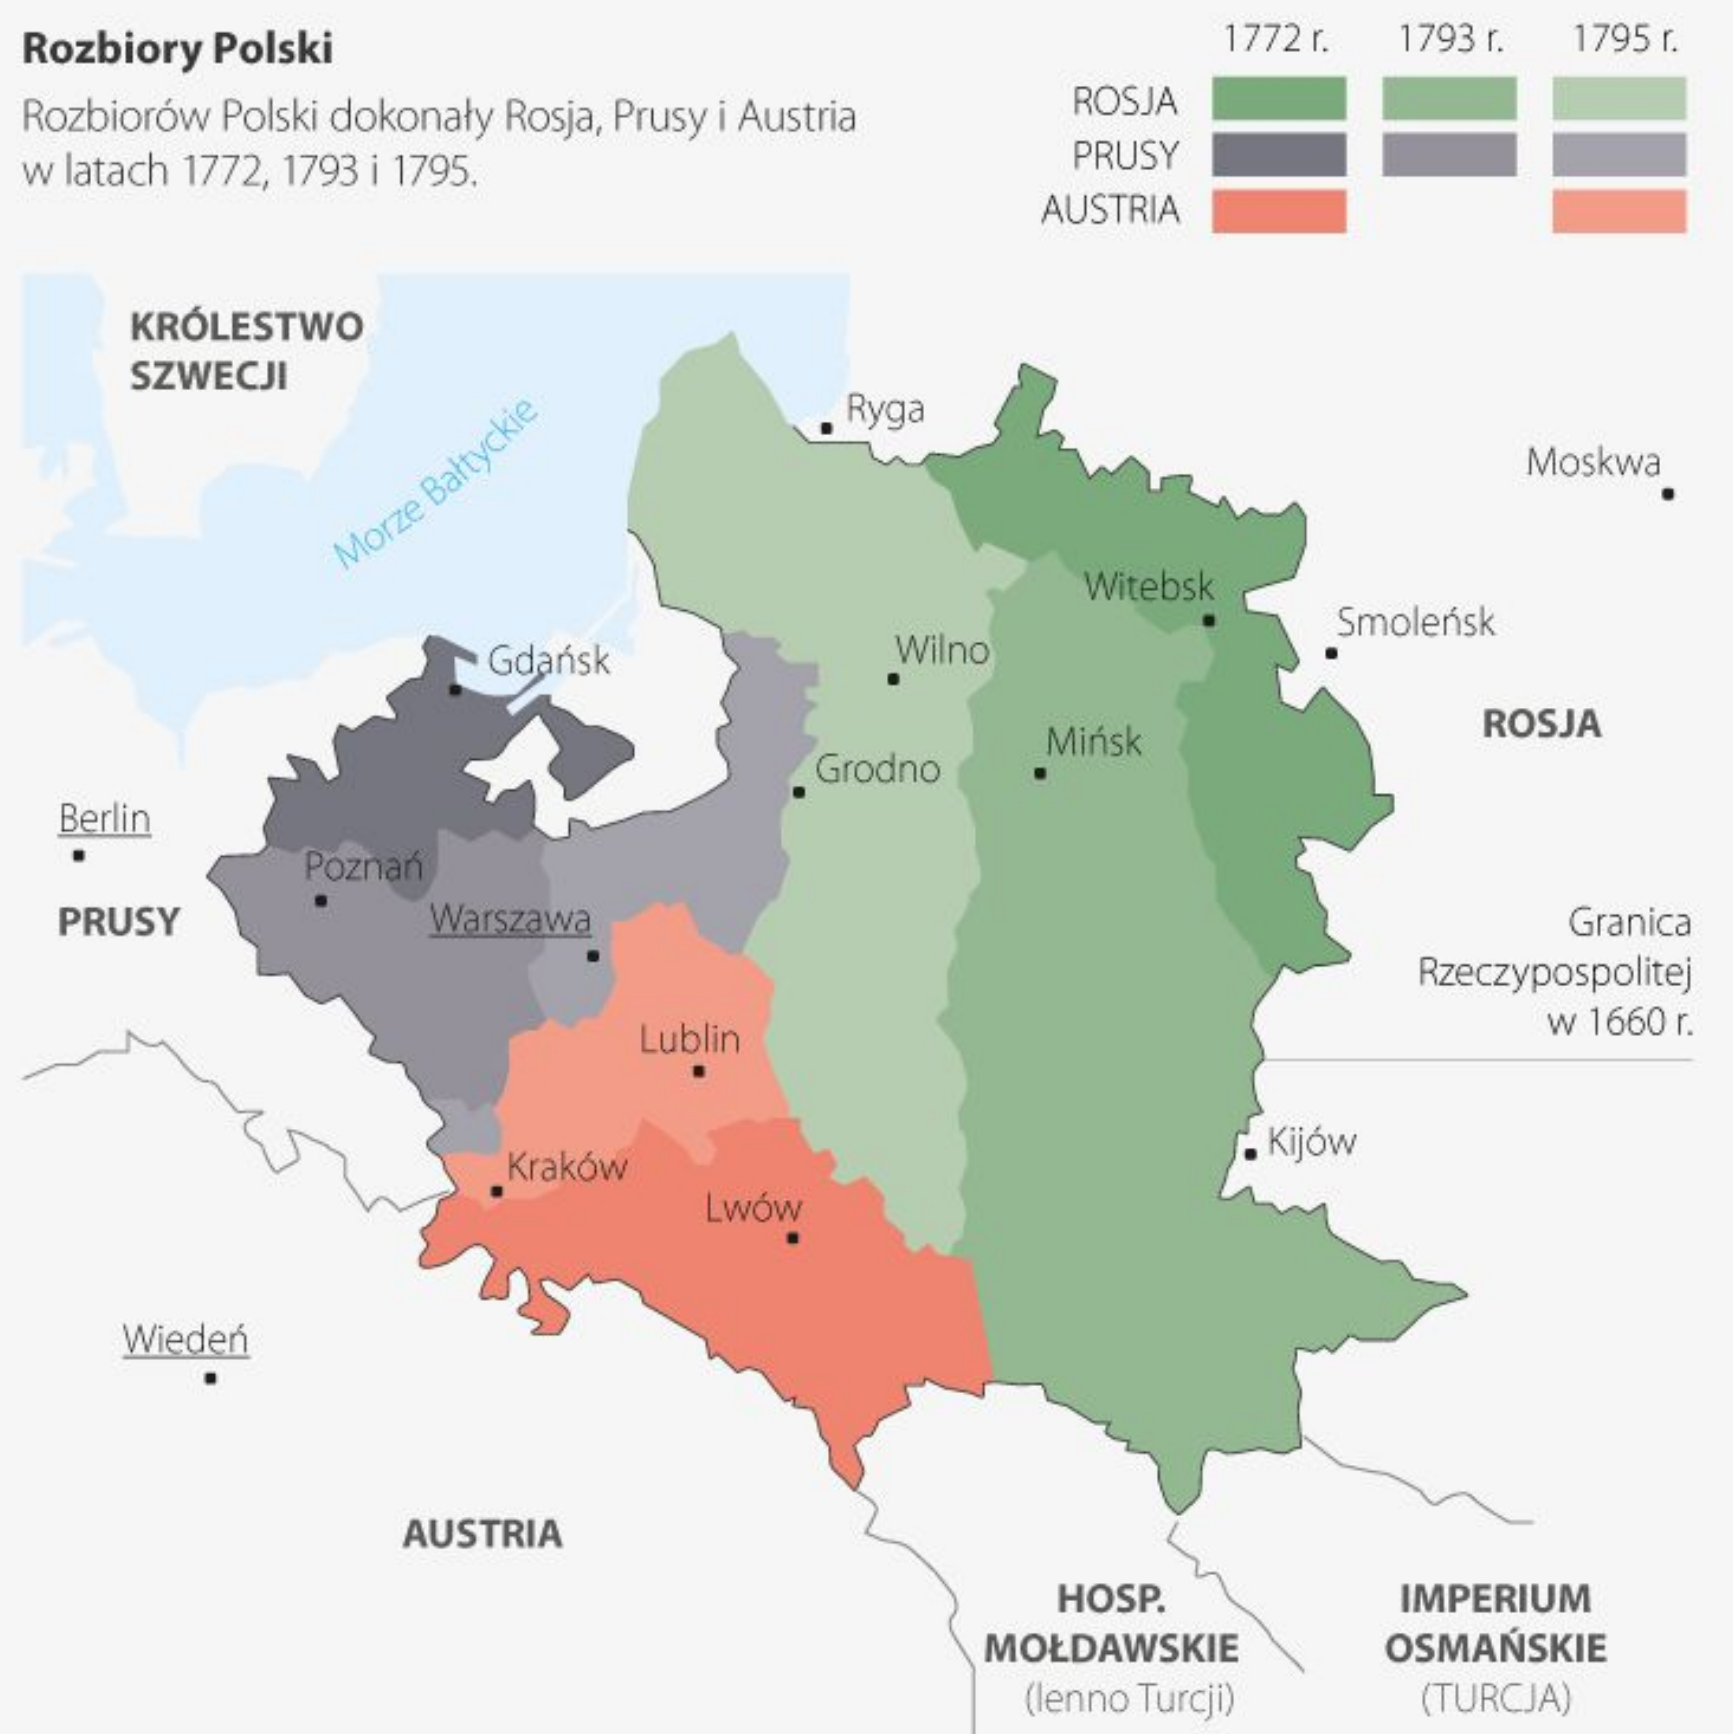 Rozbiory Polski
Rozbiorów Polski dokonały Rosja, Prusy i Austria
w latach 1772, 1793 i 1795.
1772 r. 1793 r. 1795 r.
ROSJA
PRUSY
AUSTRIA
KRÓLESTWO
SZWECJI
Morze Bałtyckie
Ryga
Moskwa
Witebsk
Smoleńsk
Wilno
Gdańsk
ROSJA
Mińsk
Grodno
Berlin
Poznań
PRUSY
Warszawa
Granica
Rzeczypospolitej
w 1660 r.
Lublin
Kijów
Kraków
Lwów
Wiedeń
AUSTRIA
HOSP.
MOŁDAWSKIE
(lenno Turcji)
IMPERIUM
OSMAŃSKIE
(TURCJA)